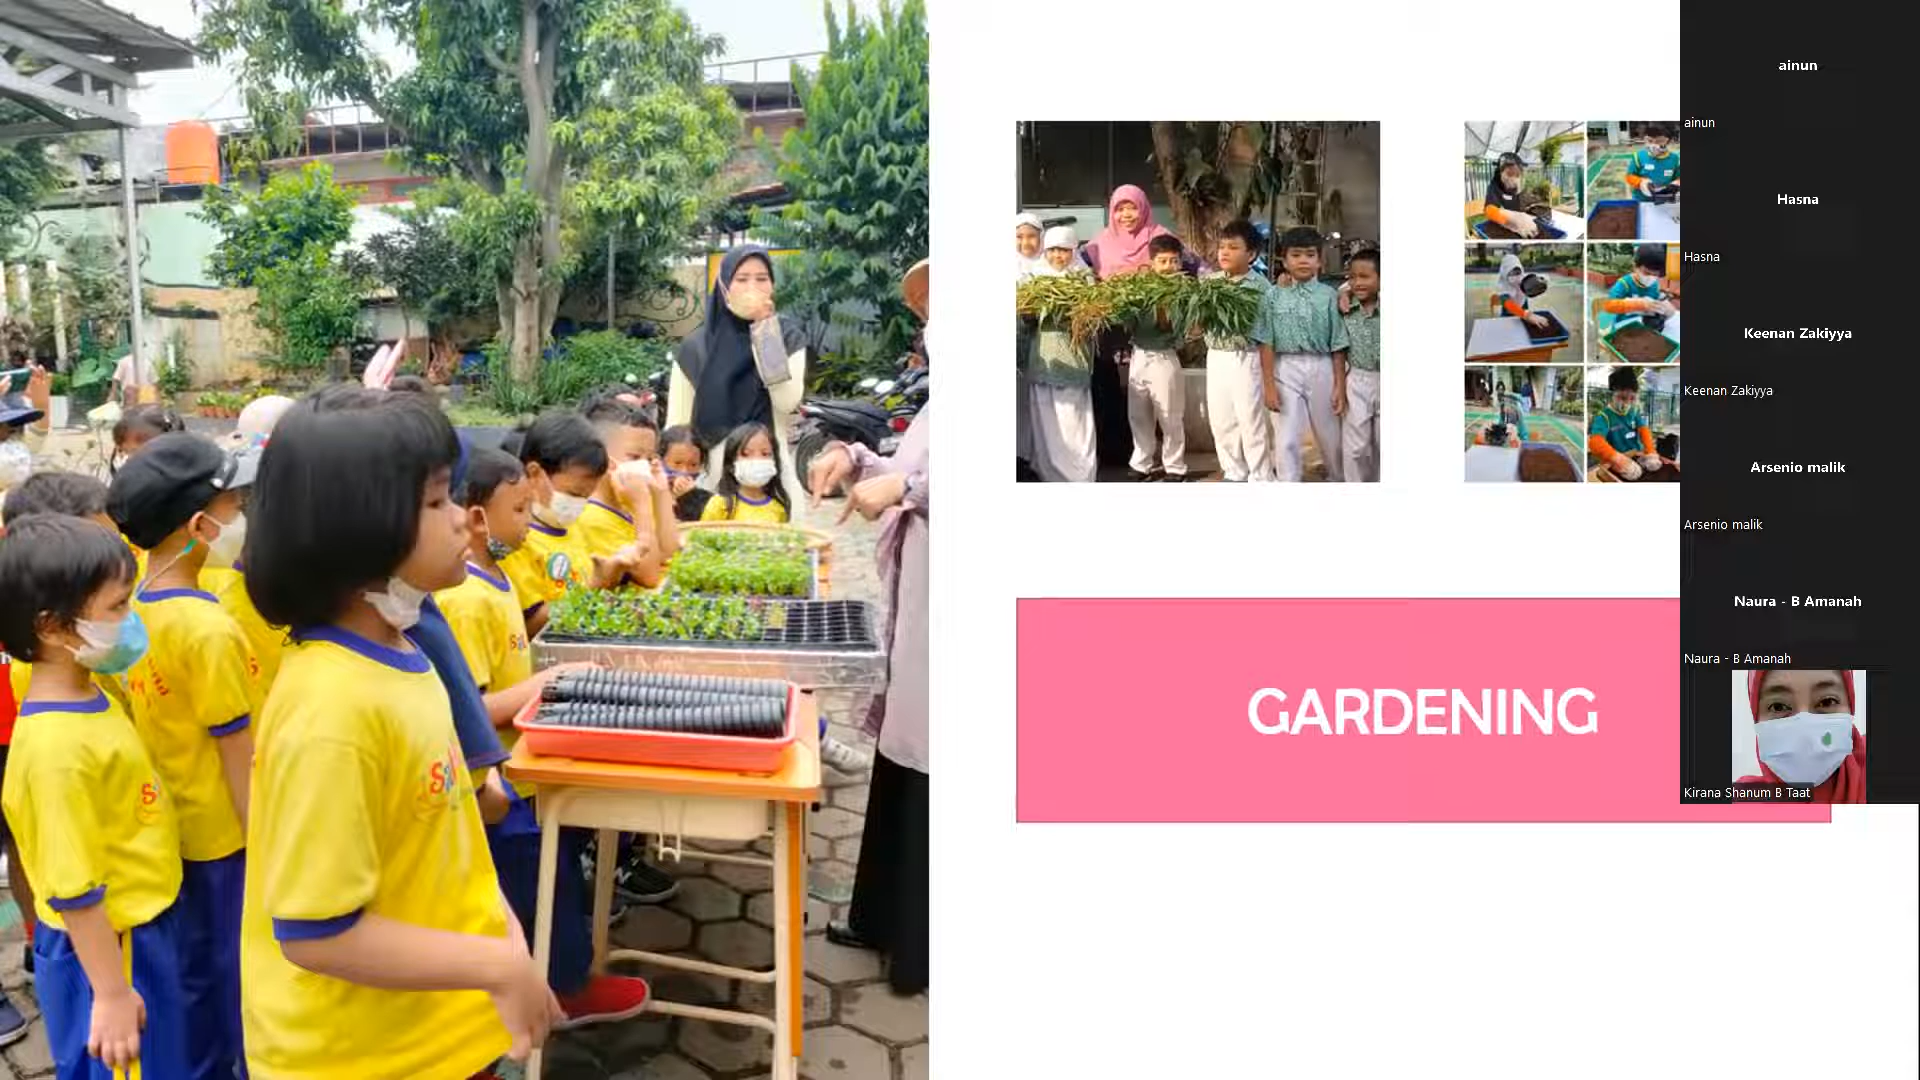 GARDENING
ainun
ainun
Hasna
Hasna
Keenan Zakiyya
Keenan Zakiyya
Arsenio malik
Arsenio malik
Naura - B Amanah
Naura - B Amanah
Kirana Shanum B Taat